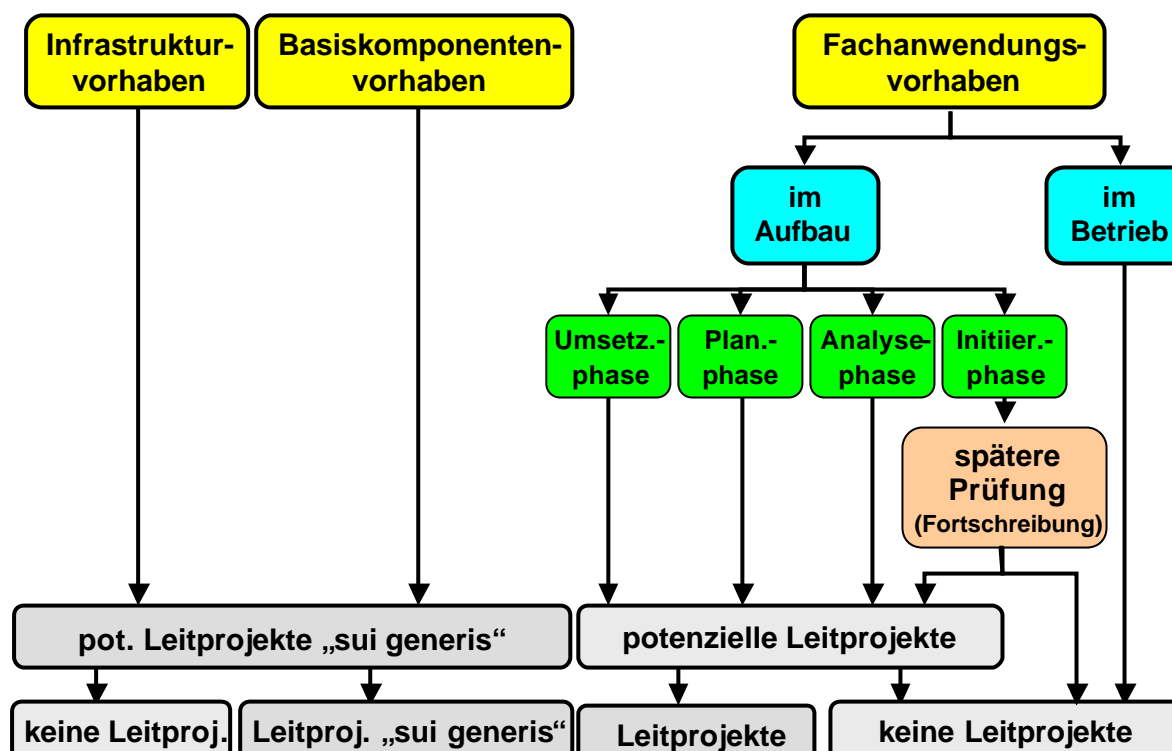 Infrastruktur-
vorhaben
Basiskomponenten-
vorhaben
Fachanwendungs-
vorhaben
im
Aufbau
im
Betrieb
Umsetz.-
phase
Plan.-
phase
Analyse-
phase
Initiier.-
phase
spätere
Prüfung
(Fortschreibung)
pot. Leitprojekte „sui generis“
potenzielle Leitprojekte
keine Leitproj.
Leitproj. „sui generis“
Leitprojekte
keine Leitprojekte